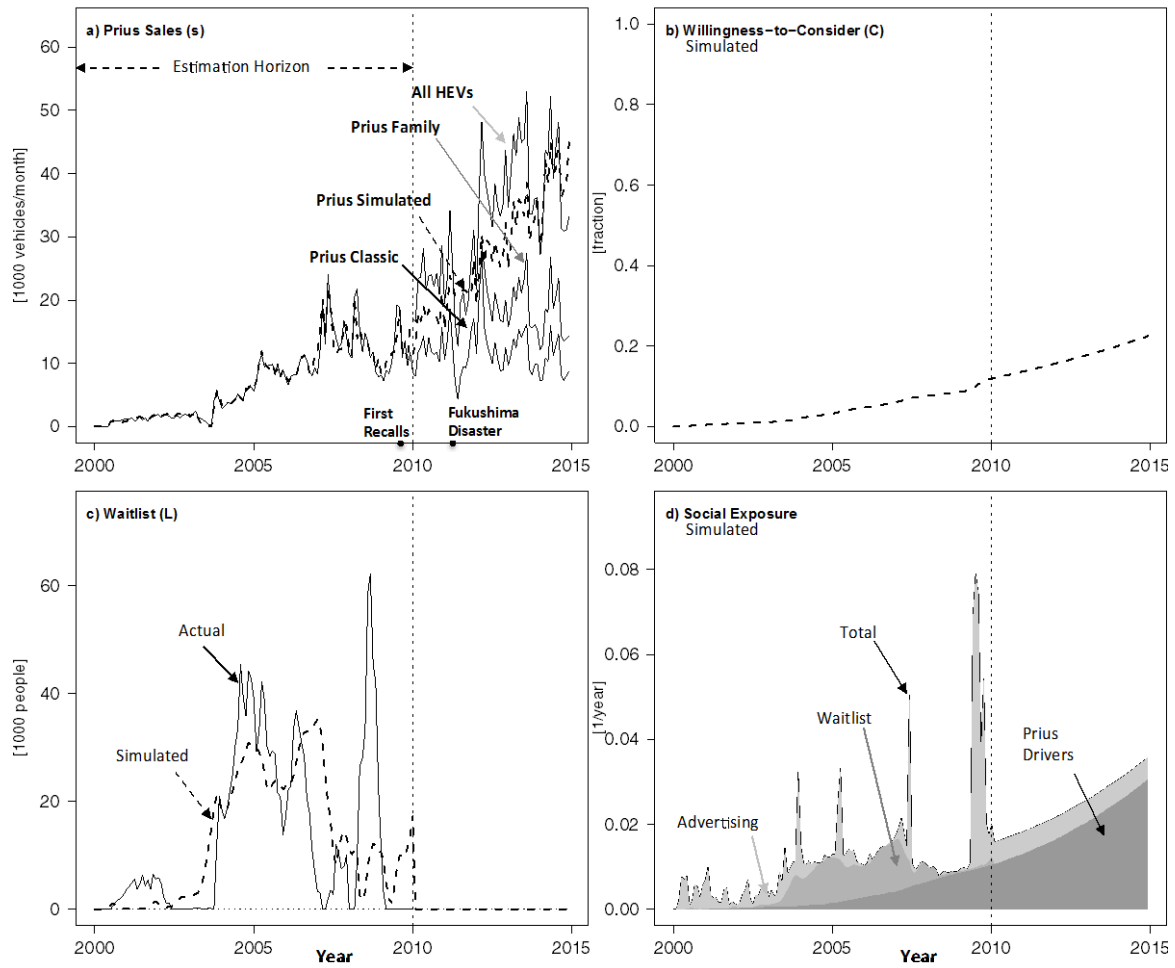 a) Prius Sales (s)
Estimation Horizon
All HEVs
Prius Family
Prius Simulated
Prius Classic
First
Recalls
Fukushima
Disaster
[1000 vehicles/month]
60
50
40
30
20
10
0
2000
2005
2010
2015
b) Willingness-to-Consider (C)
Simulated
[fraction]
1.0
0.8
0.6
0.4
0.2
0.0
2000
2005
2010
2015
c) Waitlist (L)
Actual
Simulated
[1000 people]
60
40
20
0
2000
2005
2010
2015
Year
d) Social Exposure
Simulated
Total
Waitlist
Advertising
Prius
Drivers
[1/year]
0.08
0.06
0.04
0.02
0.00
2000
2005
2010
2015
Year